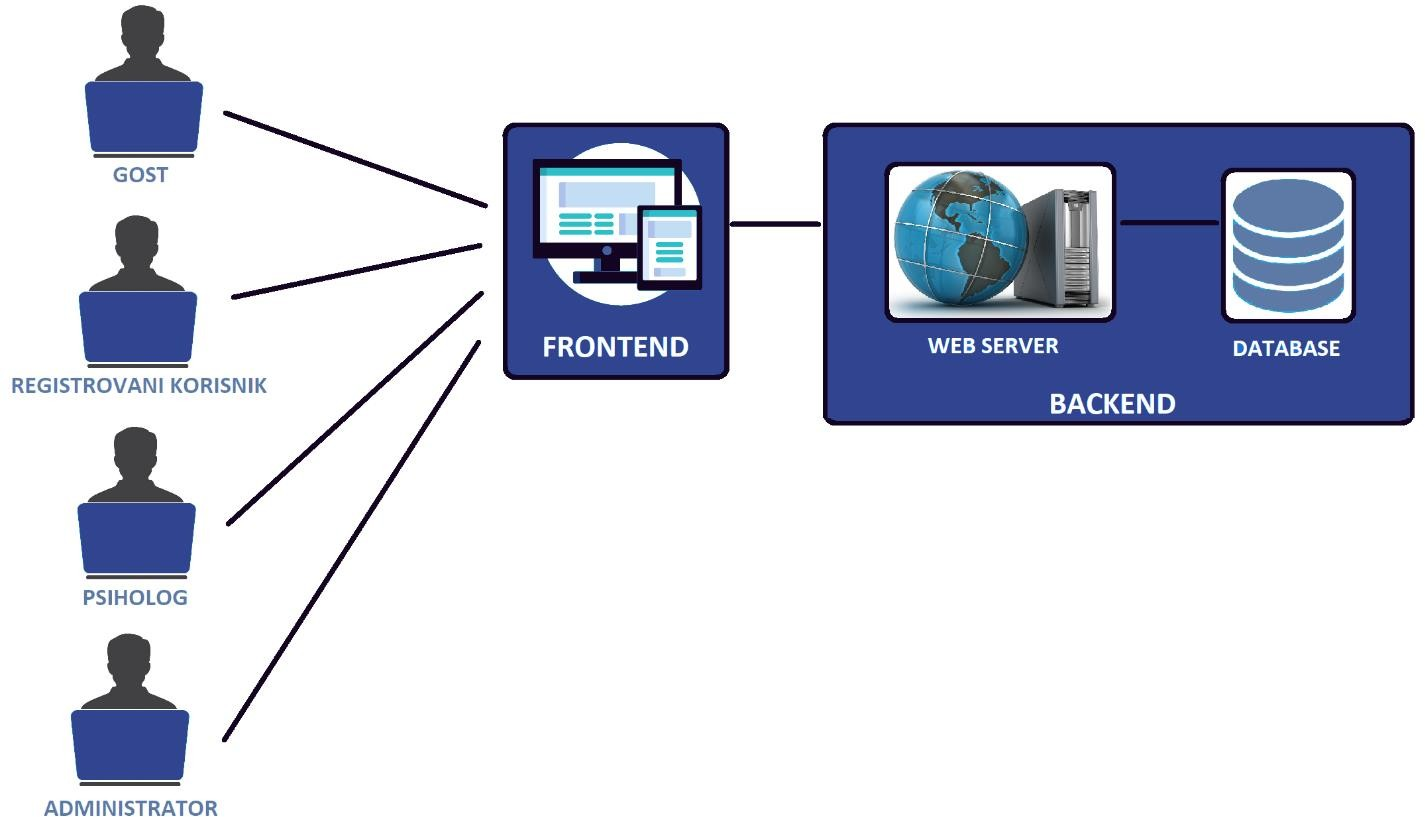 GOST
REGISTROVANI KORISNIK
PSIHOLOG
ADMINISTRATOR
FRONTEND
WEB SERVER
DATABASE
BACKEND